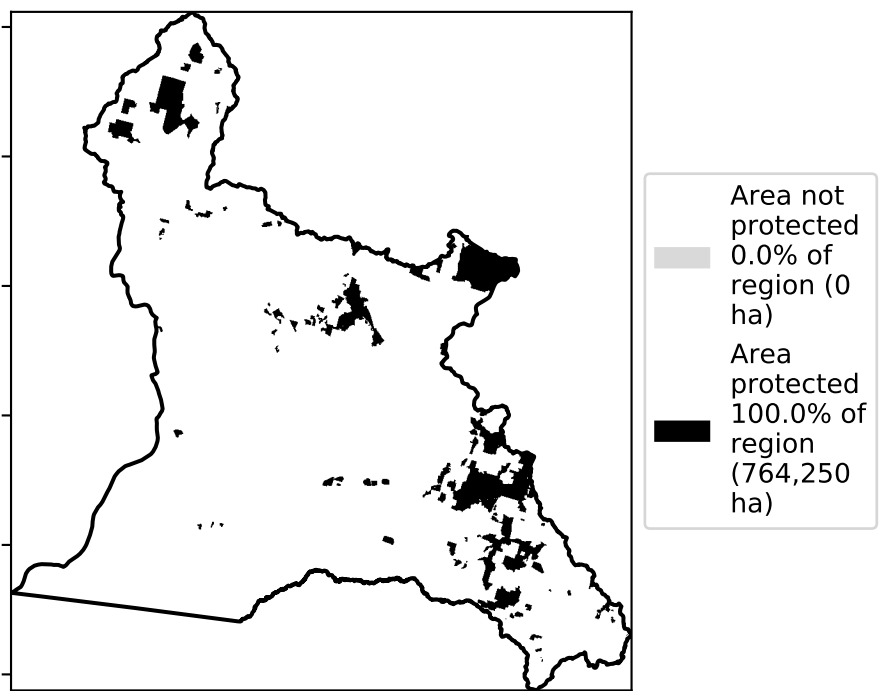 Area not
protected
0.0% of
region (0
ha)
Area
protected
100.0% of
region
(764,250
ha)